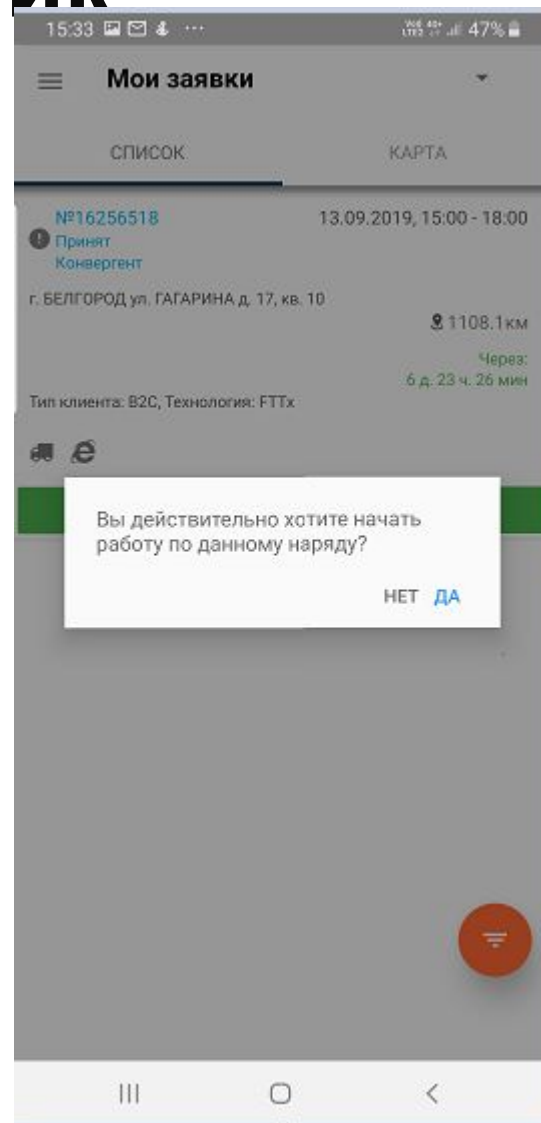 ИК
15:33 47%
Мои заявки
СПИСОК КАРТА
№16256518 13.09.2019, 15:00 - 18:00
Принят
Конвергент
г. БЕЛГОРОД ул. ГАГАРИНА д. 17, кв. 10
1108.1км
Через:
6 д. 23 ч. 26 мин
Тип клиента: B2C, Технология: FTTx
Вы действительно хотите начать
работу по данному наряду?
НЕТ ДА